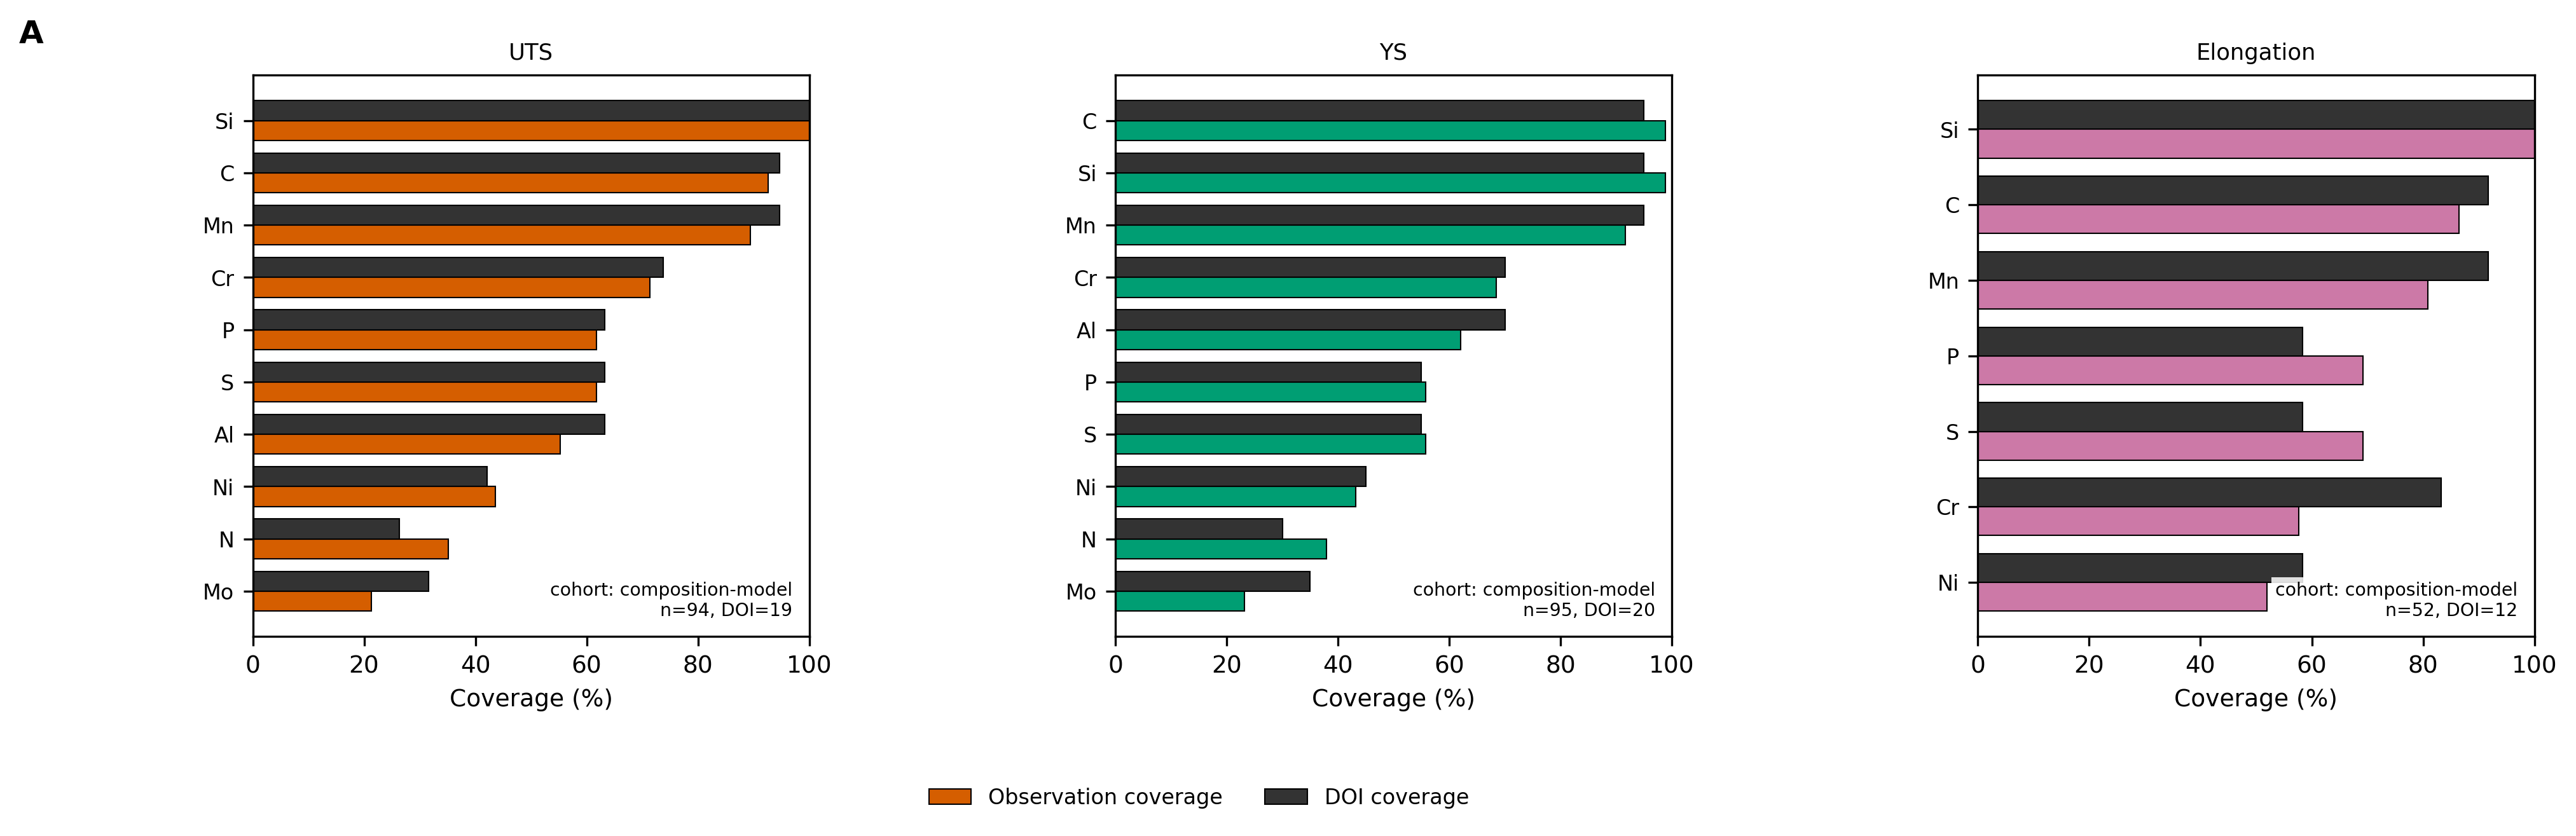 A
UTS
Si
C
Mn
Cr
P
S
Al
Ni
N
Mo
cohort: composition-model
n=94, DOI=19
0 20 40 60 80 100
Coverage (%)
YS
C
Si
Mn
Cr
Al
P
S
Ni
N
Mo
cohort: composition-model
n=95, DOI=20
0 20 40 60 80 100
Coverage (%)
Elongation
Si
C
Mn
P
S
Cr
Ni
cohort: composition-model
n=52, DOI=12
0 20 40 60 80 100
Coverage (%)
Observation coverage DOI coverage